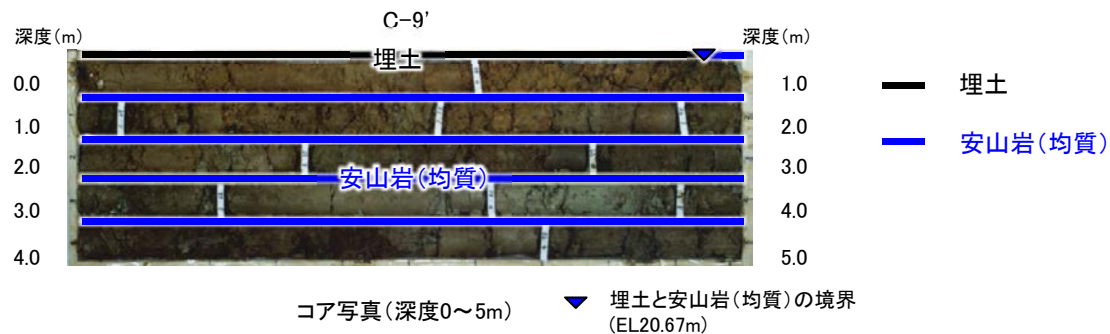 C-9'
深度(m)
深度(m)
埋土
0.0
1.0
埋土
1.0
2.0
安山岩(均質)
2.0
3.0
安山岩(均質)
3.0
4.0
4.0
5.0
コア写真(深度0~5m)
埋土と安山岩(均質)の境界
(EL20.67m)